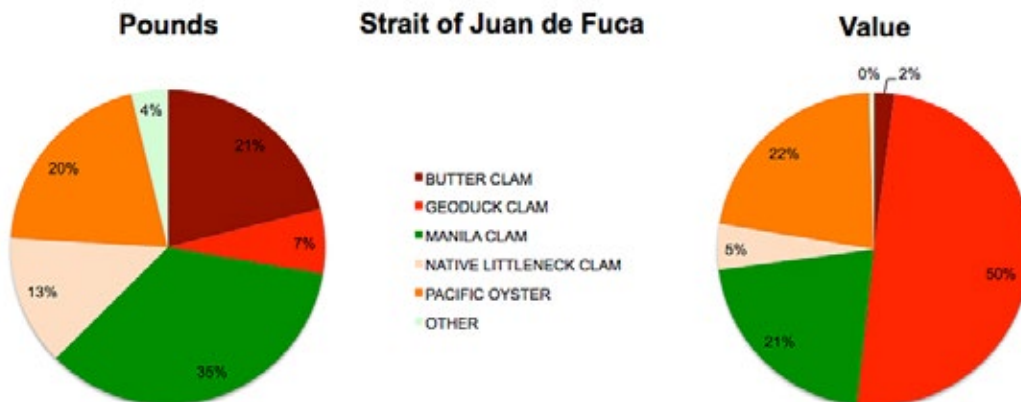 Pounds
Strait of Juan de Fuca
Value
4%
21%
20%
7%
13%
35%
BUTTER CLAM
GEODUCK CLAM
MANILA CLAM
NATIVE LITTLENECK CLAM
PACIFIC OYSTER
OTHER
0%
2%
22%
5%
50%
21%